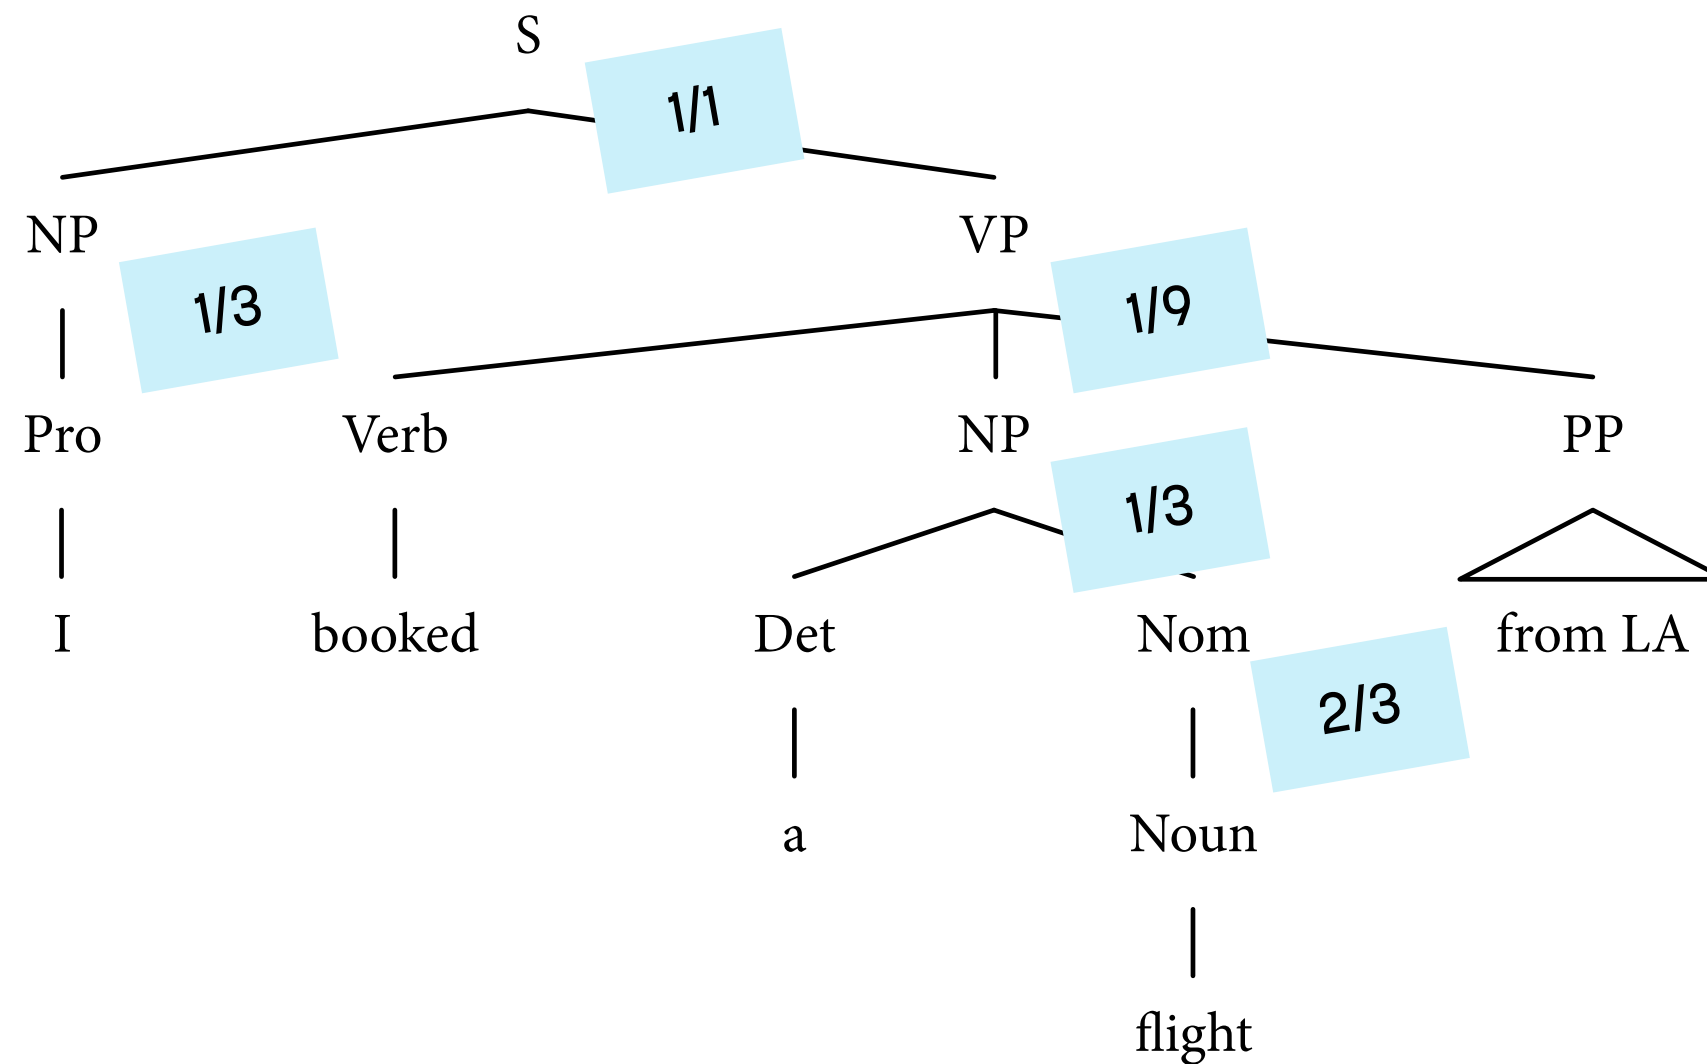 S
1/1
NP
VP
1/3
1/9
Pro
Verb
NP
PP
1/3
I
booked
Det
Nom
from LA
2/3
a
Noun
flight